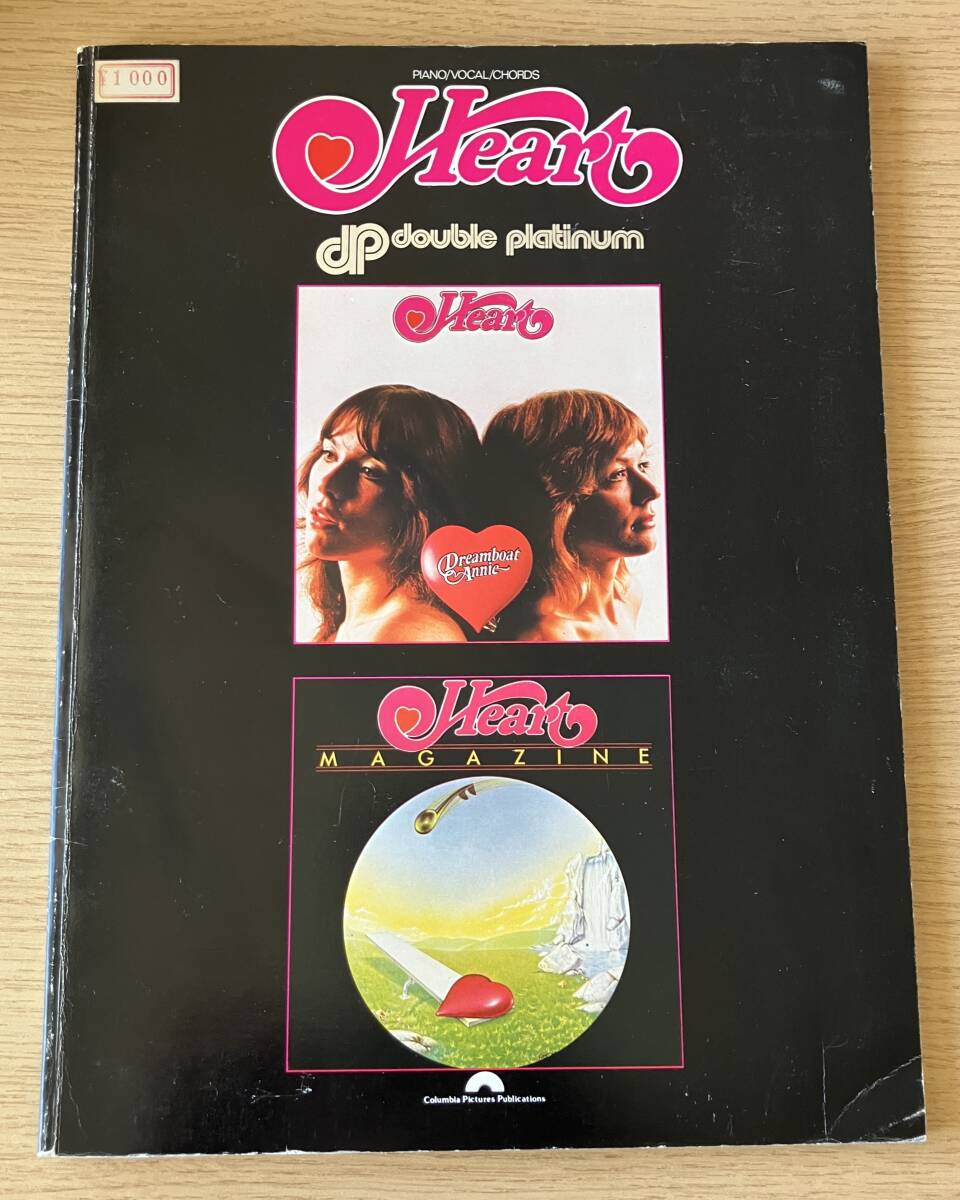 ¥1000
PIANO/VOCAL/CHORDS
Heart
dp double platinum
Heart
Dreamboat
Annie
Heart
MAGAZINE
Columbia Pictures Publications